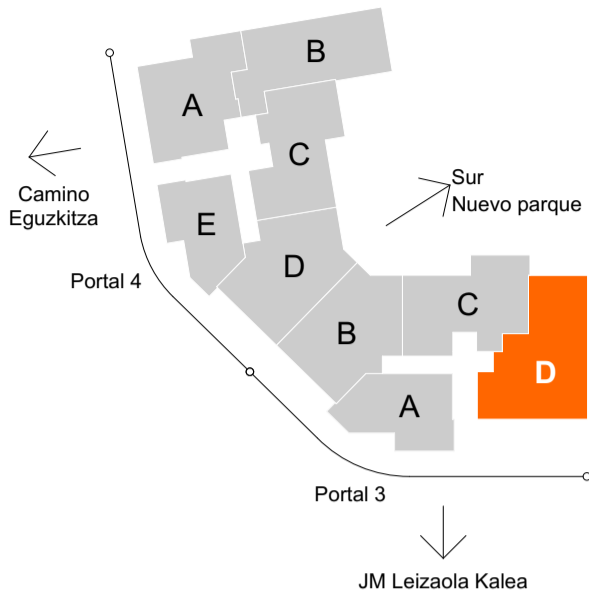 B
A
C
Sur
Nuevo parque
Camino
Eguzkitza
E
D
Portal 4
C
B
D
A
Portal 3
JM Leizaola Kalea